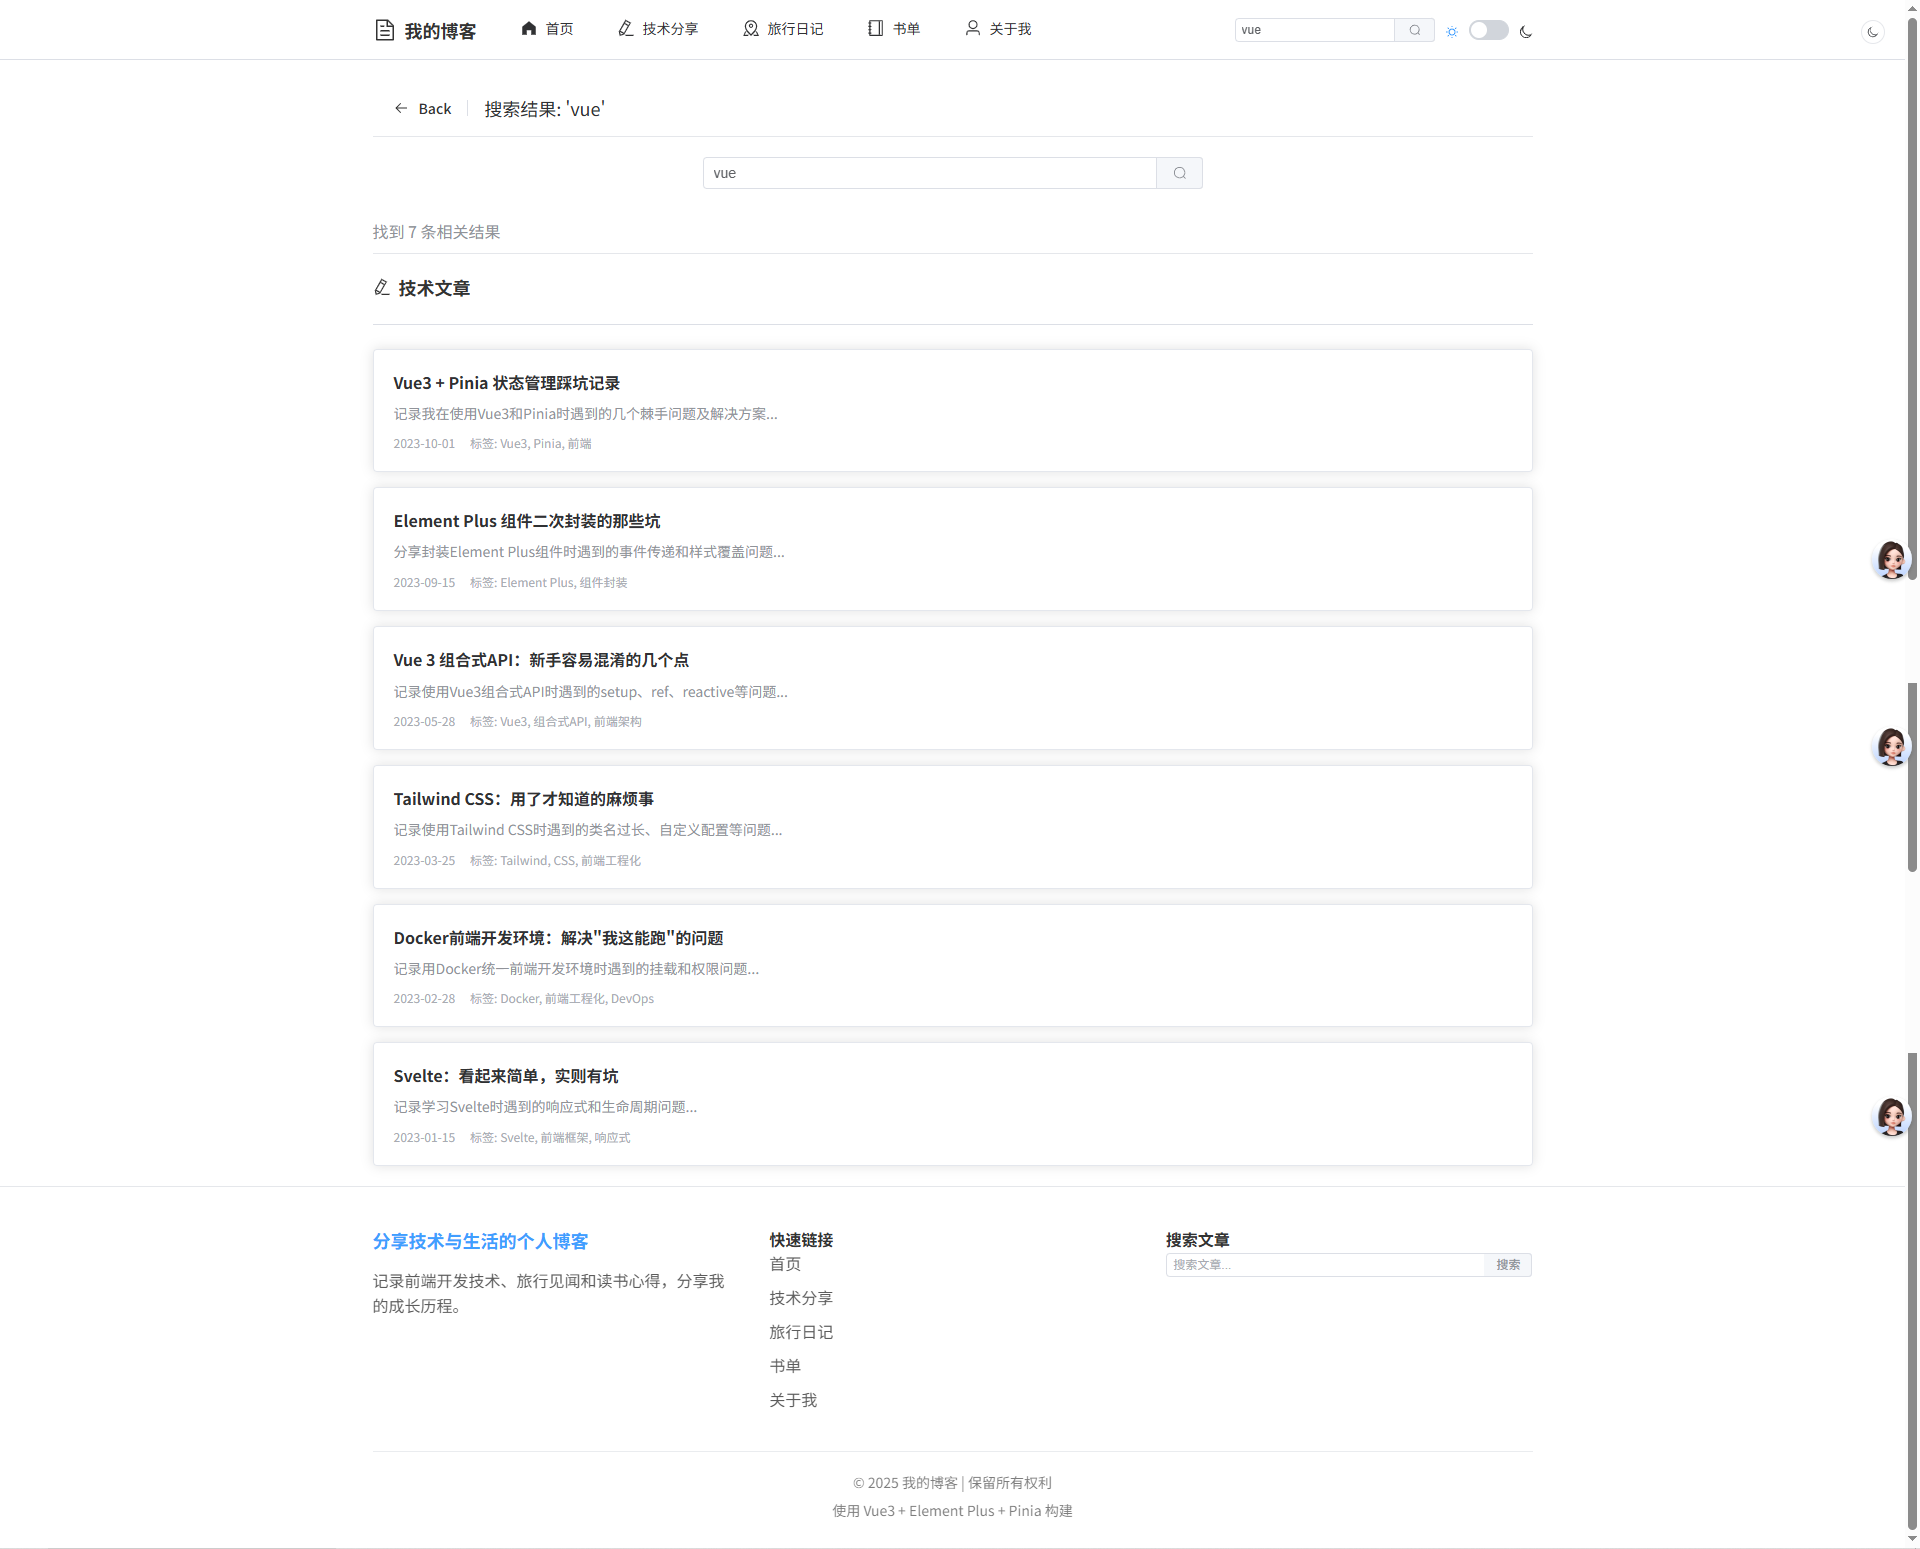 我的博客
首页
技术分享
旅行日记
书单
关于我
vue
Back
搜索结果: 'vue'
vue
找到 7 条相关结果
技术文章
Vue3 + Pinia 状态管理踩坑记录
记录我在使用Vue3和Pinia时遇到的几个棘手问题及解决方案...
2023-10-01 标签: Vue3, Pinia, 前端
Element Plus 组件二次封装的那些坑
分享封装Element Plus组件时遇到的事件传递和样式覆盖问题...
2023-09-15 标签: Element Plus, 组件封装
Vue 3 组合式API：新手容易混淆的几个点
记录使用Vue3组合式API时遇到的setup、ref、reactive等问题...
2023-05-28 标签: Vue3, 组合式API, 前端架构
Tailwind CSS：用了才知道的麻烦事
记录使用Tailwind CSS时遇到的类名过长、自定义配置等问题...
2023-03-25 标签: Tailwind, CSS, 前端工程化
Docker前端开发环境：解决"我这能跑"的问题
记录用Docker统一前端开发环境时遇到的挂载和权限问题...
2023-02-28 标签: Docker, 前端工程化, DevOps
Svelte：看起来简单，实则有坑
记录学习Svelte时遇到的响应式和生命周期问题...
2023-01-15 标签: Svelte, 前端框架, 响应式
分享技术与生活的个人博客
记录前端开发技术、旅行见闻和读书心得，分享我
的成长历程。
快速链接
首页
技术分享
旅行日记
书单
关于我
搜索文章
搜索文章...
搜索
© 2025 我的博客 | 保留所有权利
使用 Vue3 + Element Plus + Pinia 构建